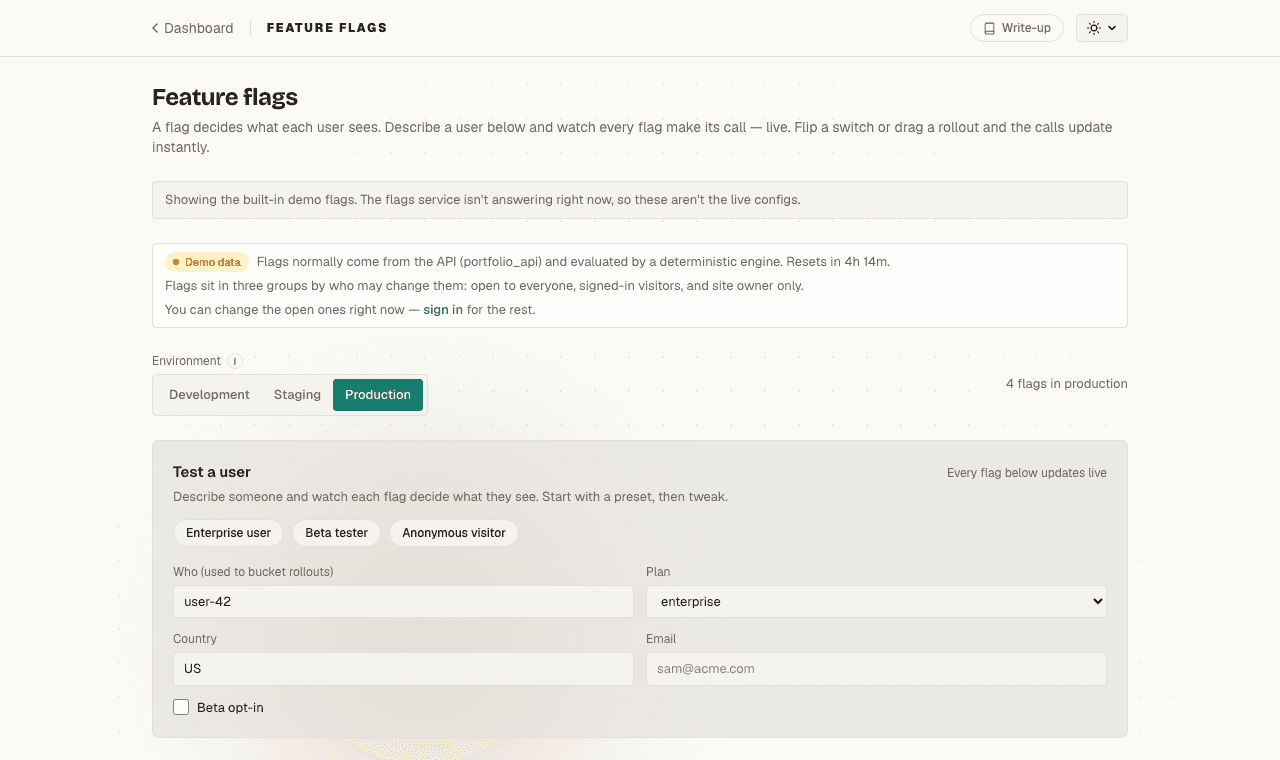 Dashboard
FEATURE FLAGS
Write-up
Feature flags
A flag decides what each user sees. Describe a user below and watch every flag make its call — live. Flip a switch or drag a rollout and the calls update
instantly.
Showing the built-in demo flags. The flags service isn't answering right now, so these aren't the live configs.
Demo data Flags normally come from the API (portfolio_api) and evaluated by a deterministic engine. Resets in 4h 14m.
Flags sit in three groups by who may change them: open to everyone, signed-in visitors, and site owner only.
You can change the open ones right now — sign in for the rest.
Environment i
Development Staging Production
4 flags in production
Test a user
Every flag below updates live
Describe someone and watch each flag decide what they see. Start with a preset, then tweak.
Enterprise user Beta tester Anonymous visitor
Who (used to bucket rollouts) Plan
user-42 enterprise
Country Email
US sam@acme.com
Beta opt-in